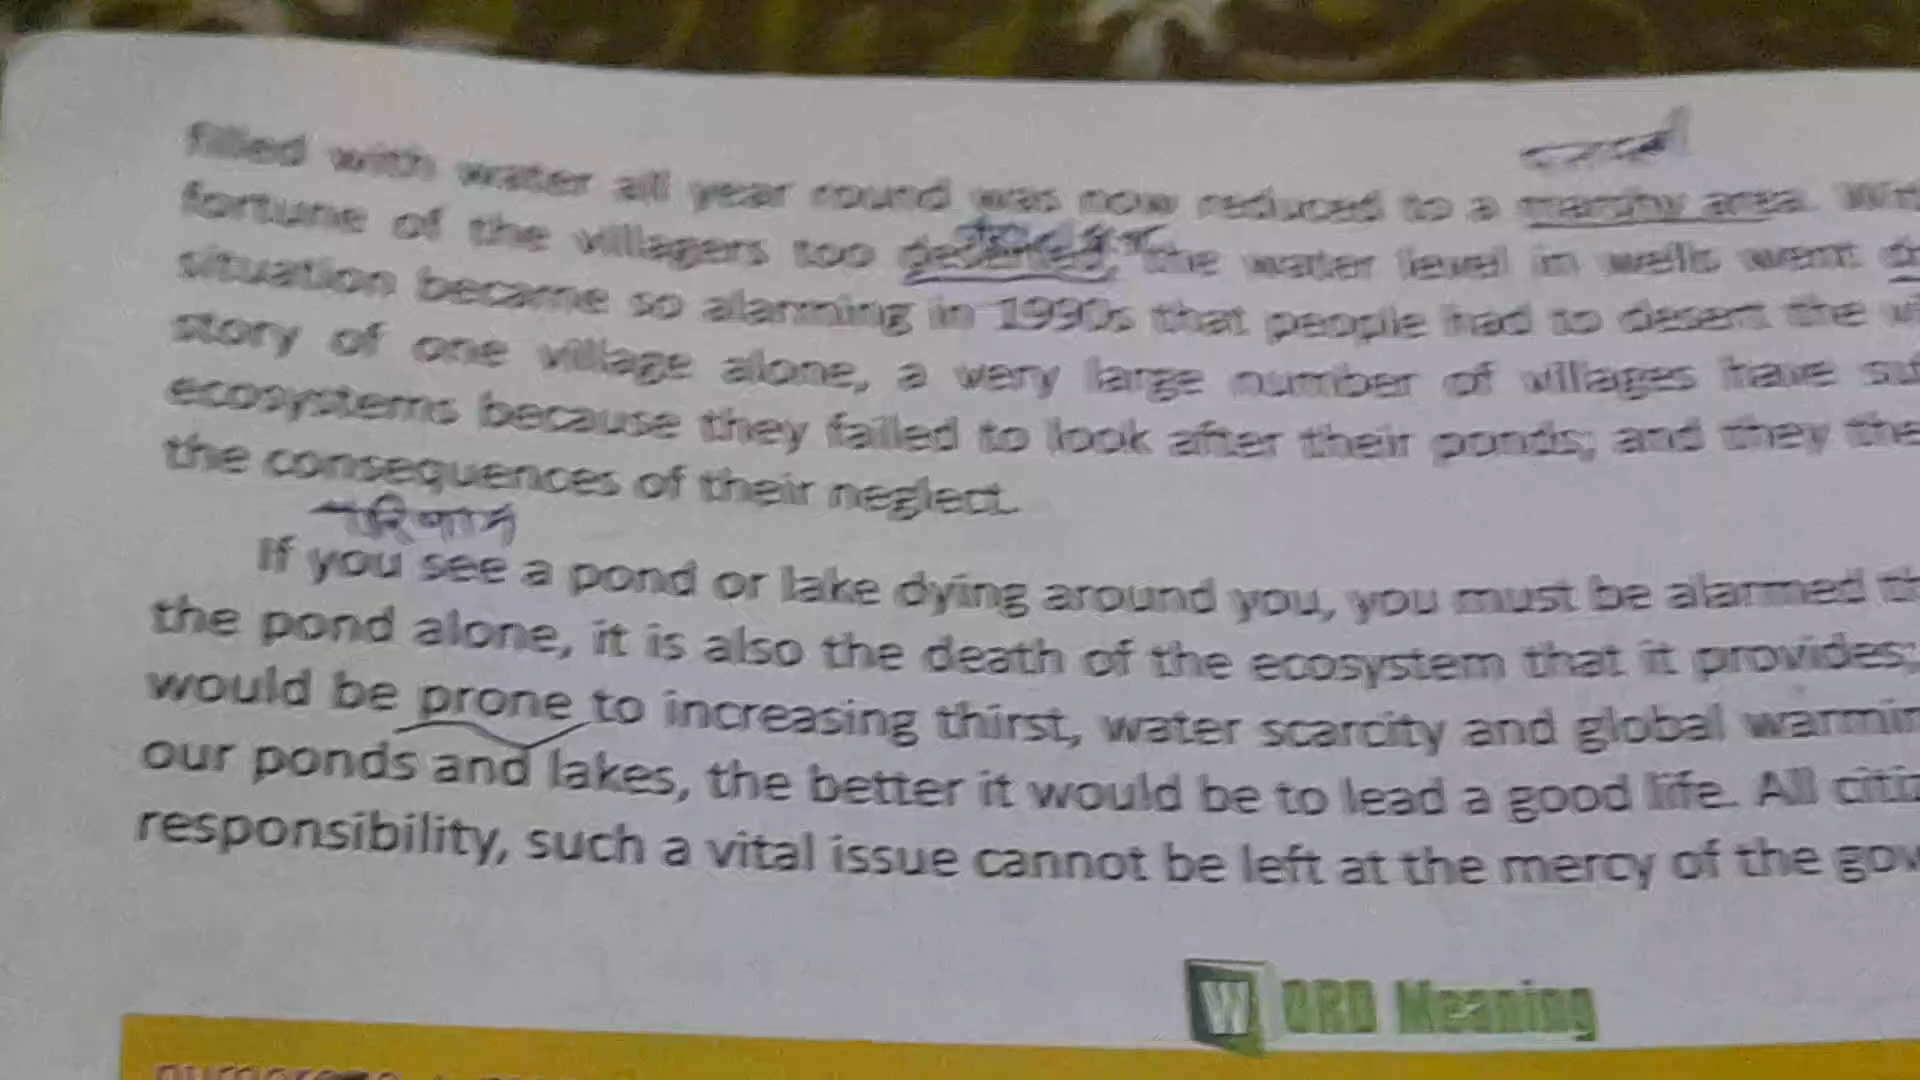 filled with water all year round was now reduced to a marshy area. With
fortune of the villagers too deserted, the water level in wells went
situation became so alarming in 1990s that people had to desert the
story of one village alone, a very large number of villages have
ecosystems because they failed to look after their ponds; and they
the consequences of their neglect.
परिणाम
If you see a pond or lake dying around you, you must be alarmed
the pond alone, it is also the death of the ecosystem that it provides;
would be prone to increasing thirst, water scarcity and global
our ponds and lakes, the better it would be to lead a good life. All
responsibility, such a vital issue cannot be left at the mercy of the
WORD Meaning